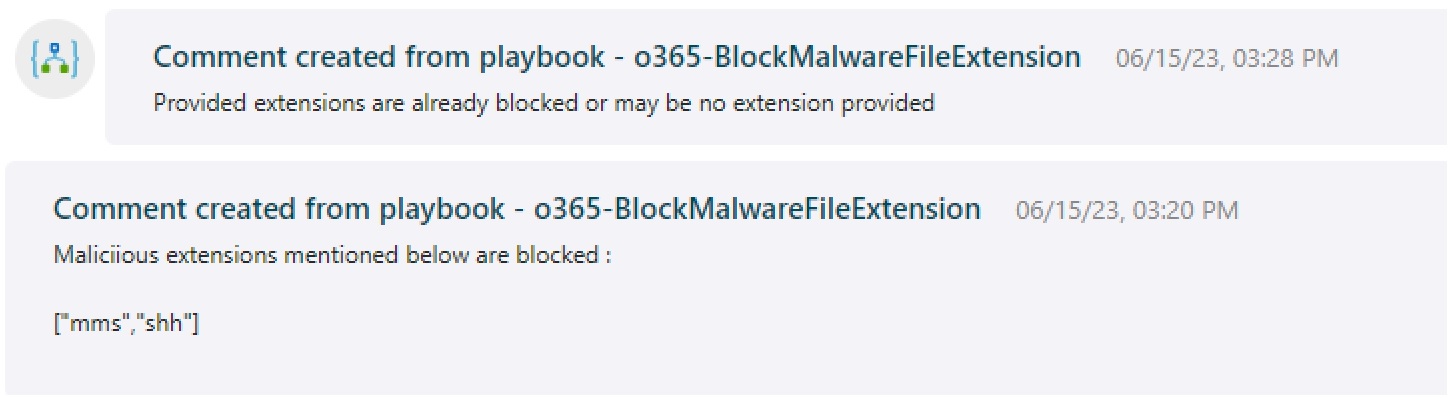 Comment created from playbook - o365-BlockMalwareFileExtension 06/15/23, 03:28 PM
Provided extensions are already blocked or may be no extension provided
Comment created from playbook - o365-BlockMalwareFileExtension 06/15/23, 03:20 PM
Maliciious extensions mentioned below are blocked :
["mms","shh"]